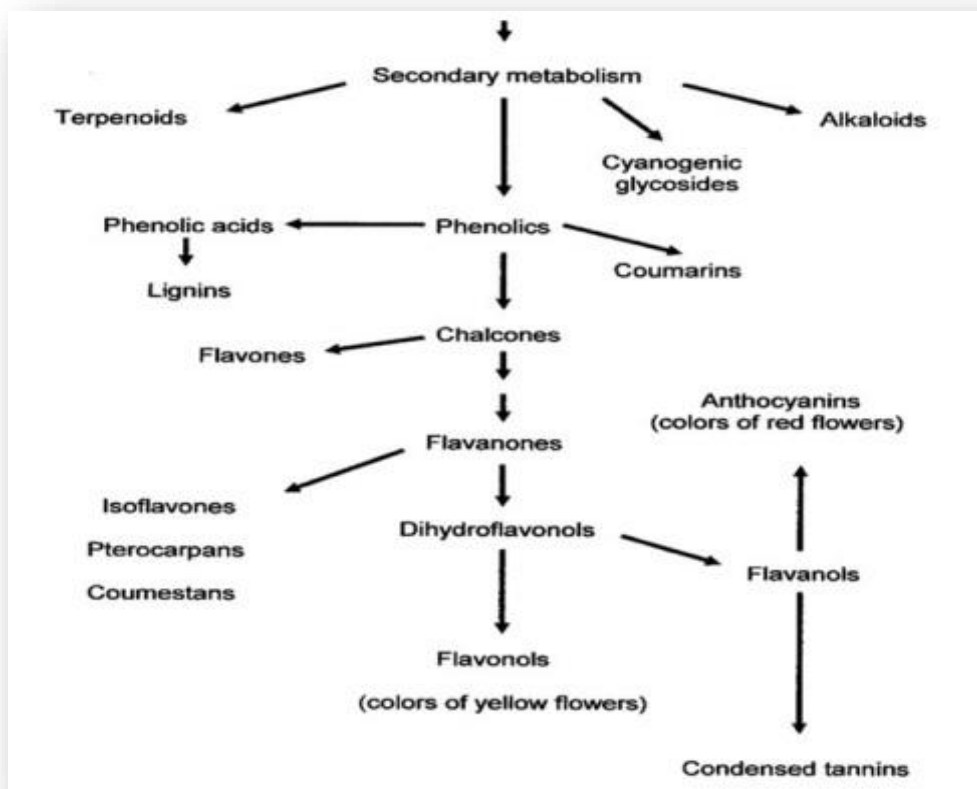 Secondary metabolism
Terpenoids
Alkaloids
Cyanogenic
glycosides
Phenolic acids
Phenolics
Coumarins
Lignins
Chalcones
Flavones
Anthocyanins
(colors of red flowers)
Flavanones
Isoflavones
Dihydroflavonols
Pterocarpans
Flavanols
Coumestans
Flavonols
(colors of yellow flowers)
Condensed tannins